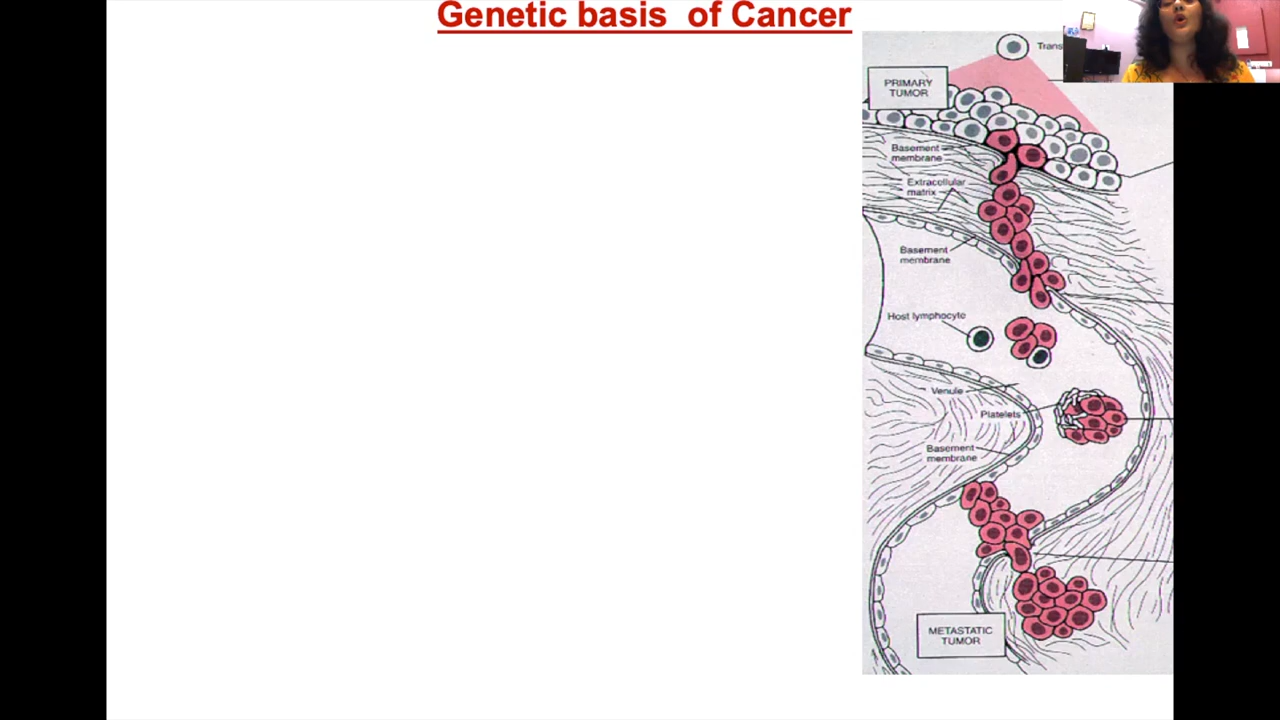 Genetic basis of Cancer
PRIMARY
TUMOR
Basement
membrane
Extracellular
matrix
Basement
membrane
Host lymphocyte
Venule
Platelets
Basement
membrane
METASTATIC
TUMOR